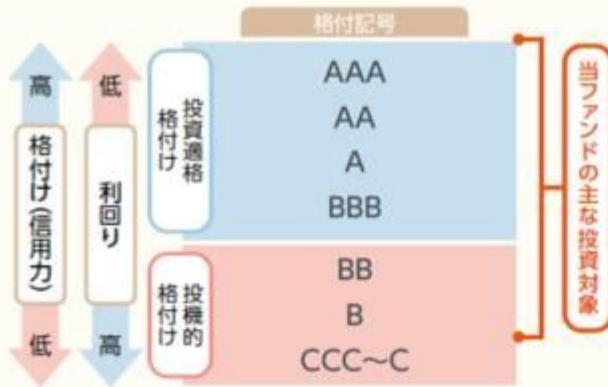 格付記号
高
低
格付け(信用力)
利回り
低
高
投資適格
格付け
AAA
AA
A
BBB
投機的
格付け
BB
B
CCC〜C
当ファンドの主な投資対象